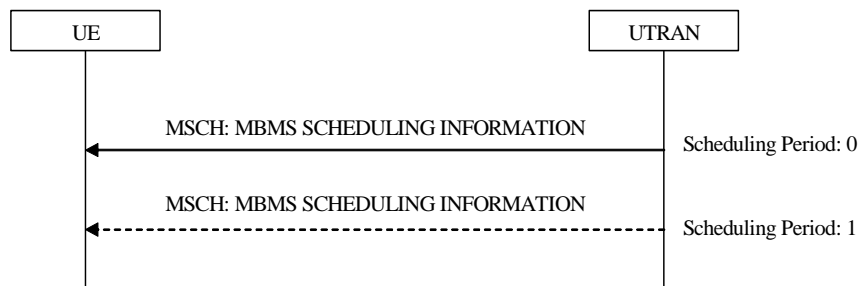 UE
UTRAN
MSCH: MBMS SCHEDULING INFORMATION
Scheduling Period: 0
MSCH: MBMS SCHEDULING INFORMATION
Scheduling Period: 1